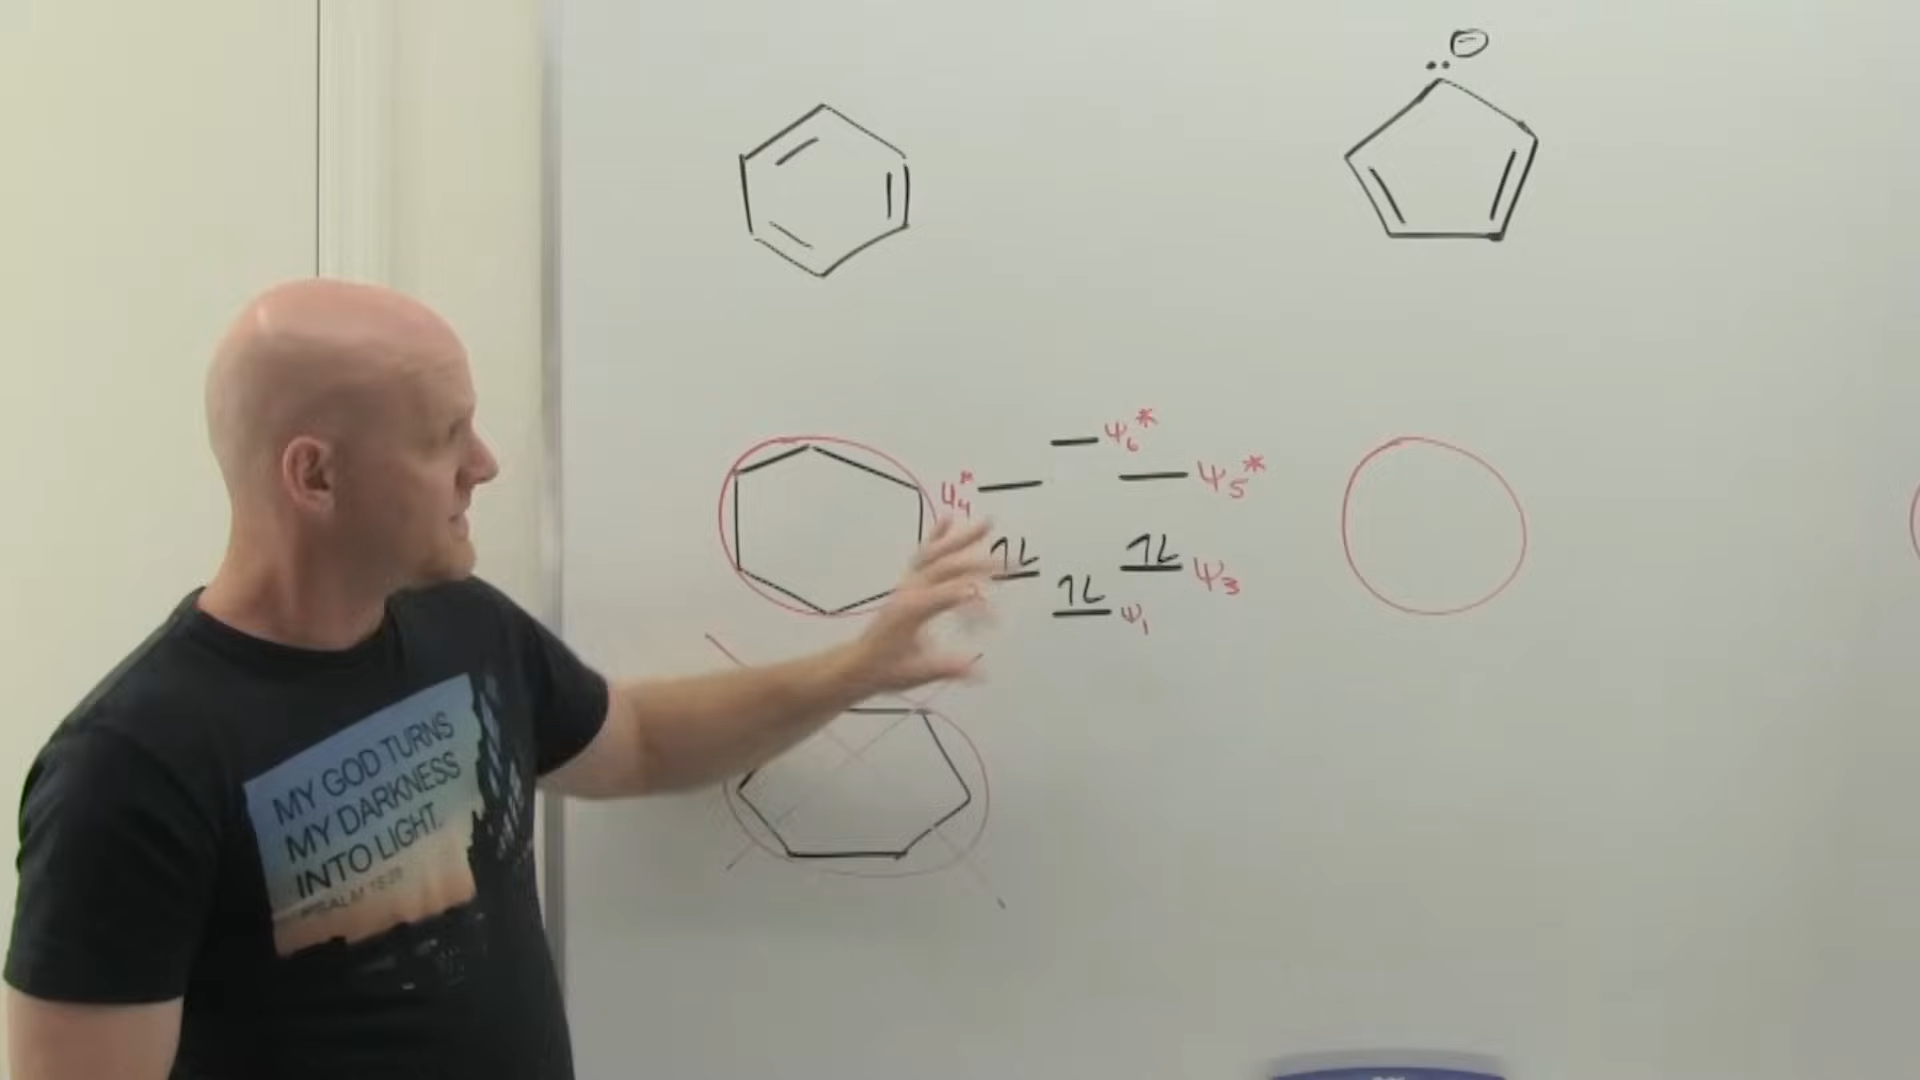 ⊖
ψ₆*
ψ₄*
ψ₅*
ψ₃
ψ₁
MY GOD TURNS
MY DARKNESS
INTO LIGHT.